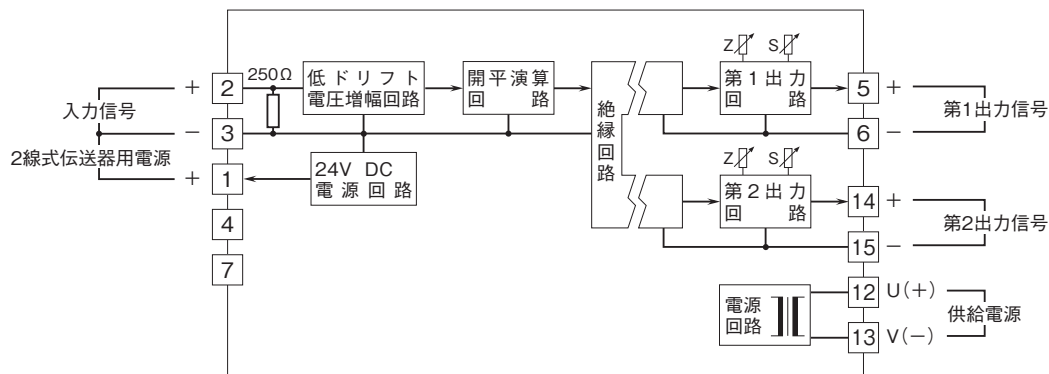 入力信号
2線式伝送器用電源
+
−
+
2
3
1
4
7
250Ω
低ドリフト
電圧増幅回路
開平演算
回路
24V DC
電源回路
絶縁回路
Z
S
第1出力
回路
5
+
6
−
第1出力信号
Z
S
第2出力
回路
14
+
15
−
第2出力信号
電源
回路
12
U(+)
13
V(−)
供給電源